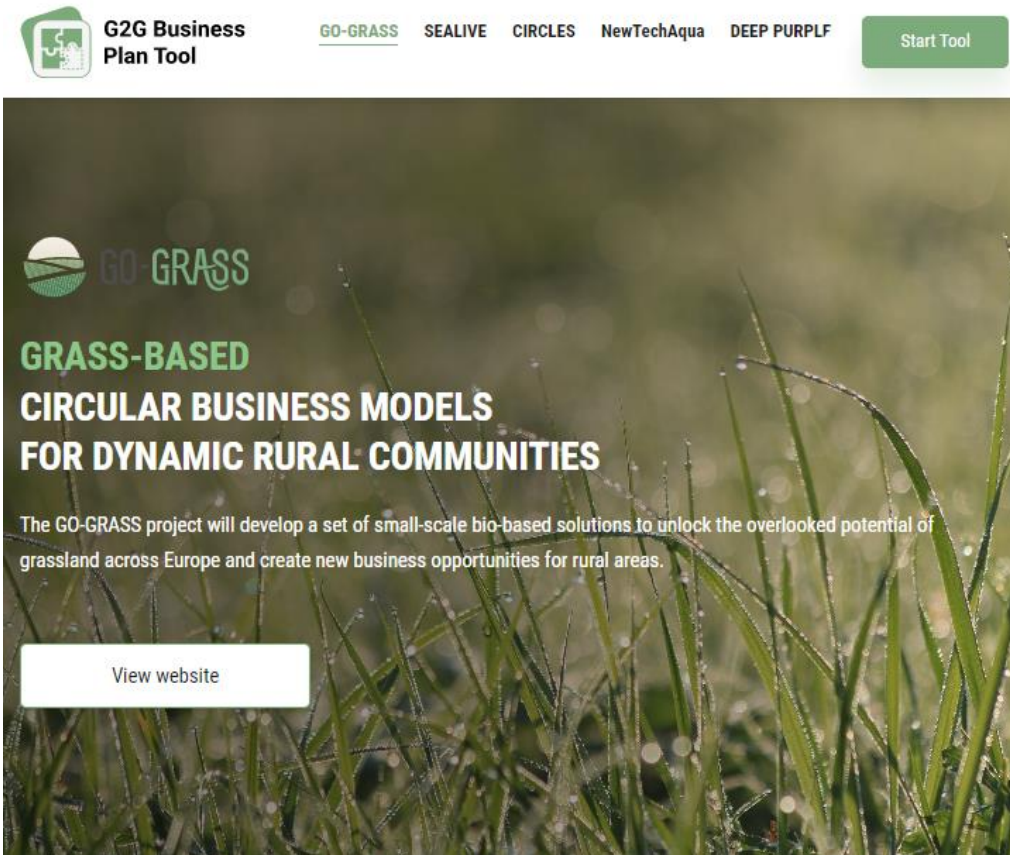 G2G Business
Plan Tool
GO-GRASS SEALIVE CIRCLES NewTechAqua DEEP PURPLF Start Tool
GO-GRASS
GRASS-BASED
CIRCULAR BUSINESS MODELS
FOR DYNAMIC RURAL COMMUNITIES
The GO-GRASS project will develop a set of small-scale bio-based solutions to unlock the overlooked potential of
grassland across Europe and create new business opportunities for rural areas.
View website